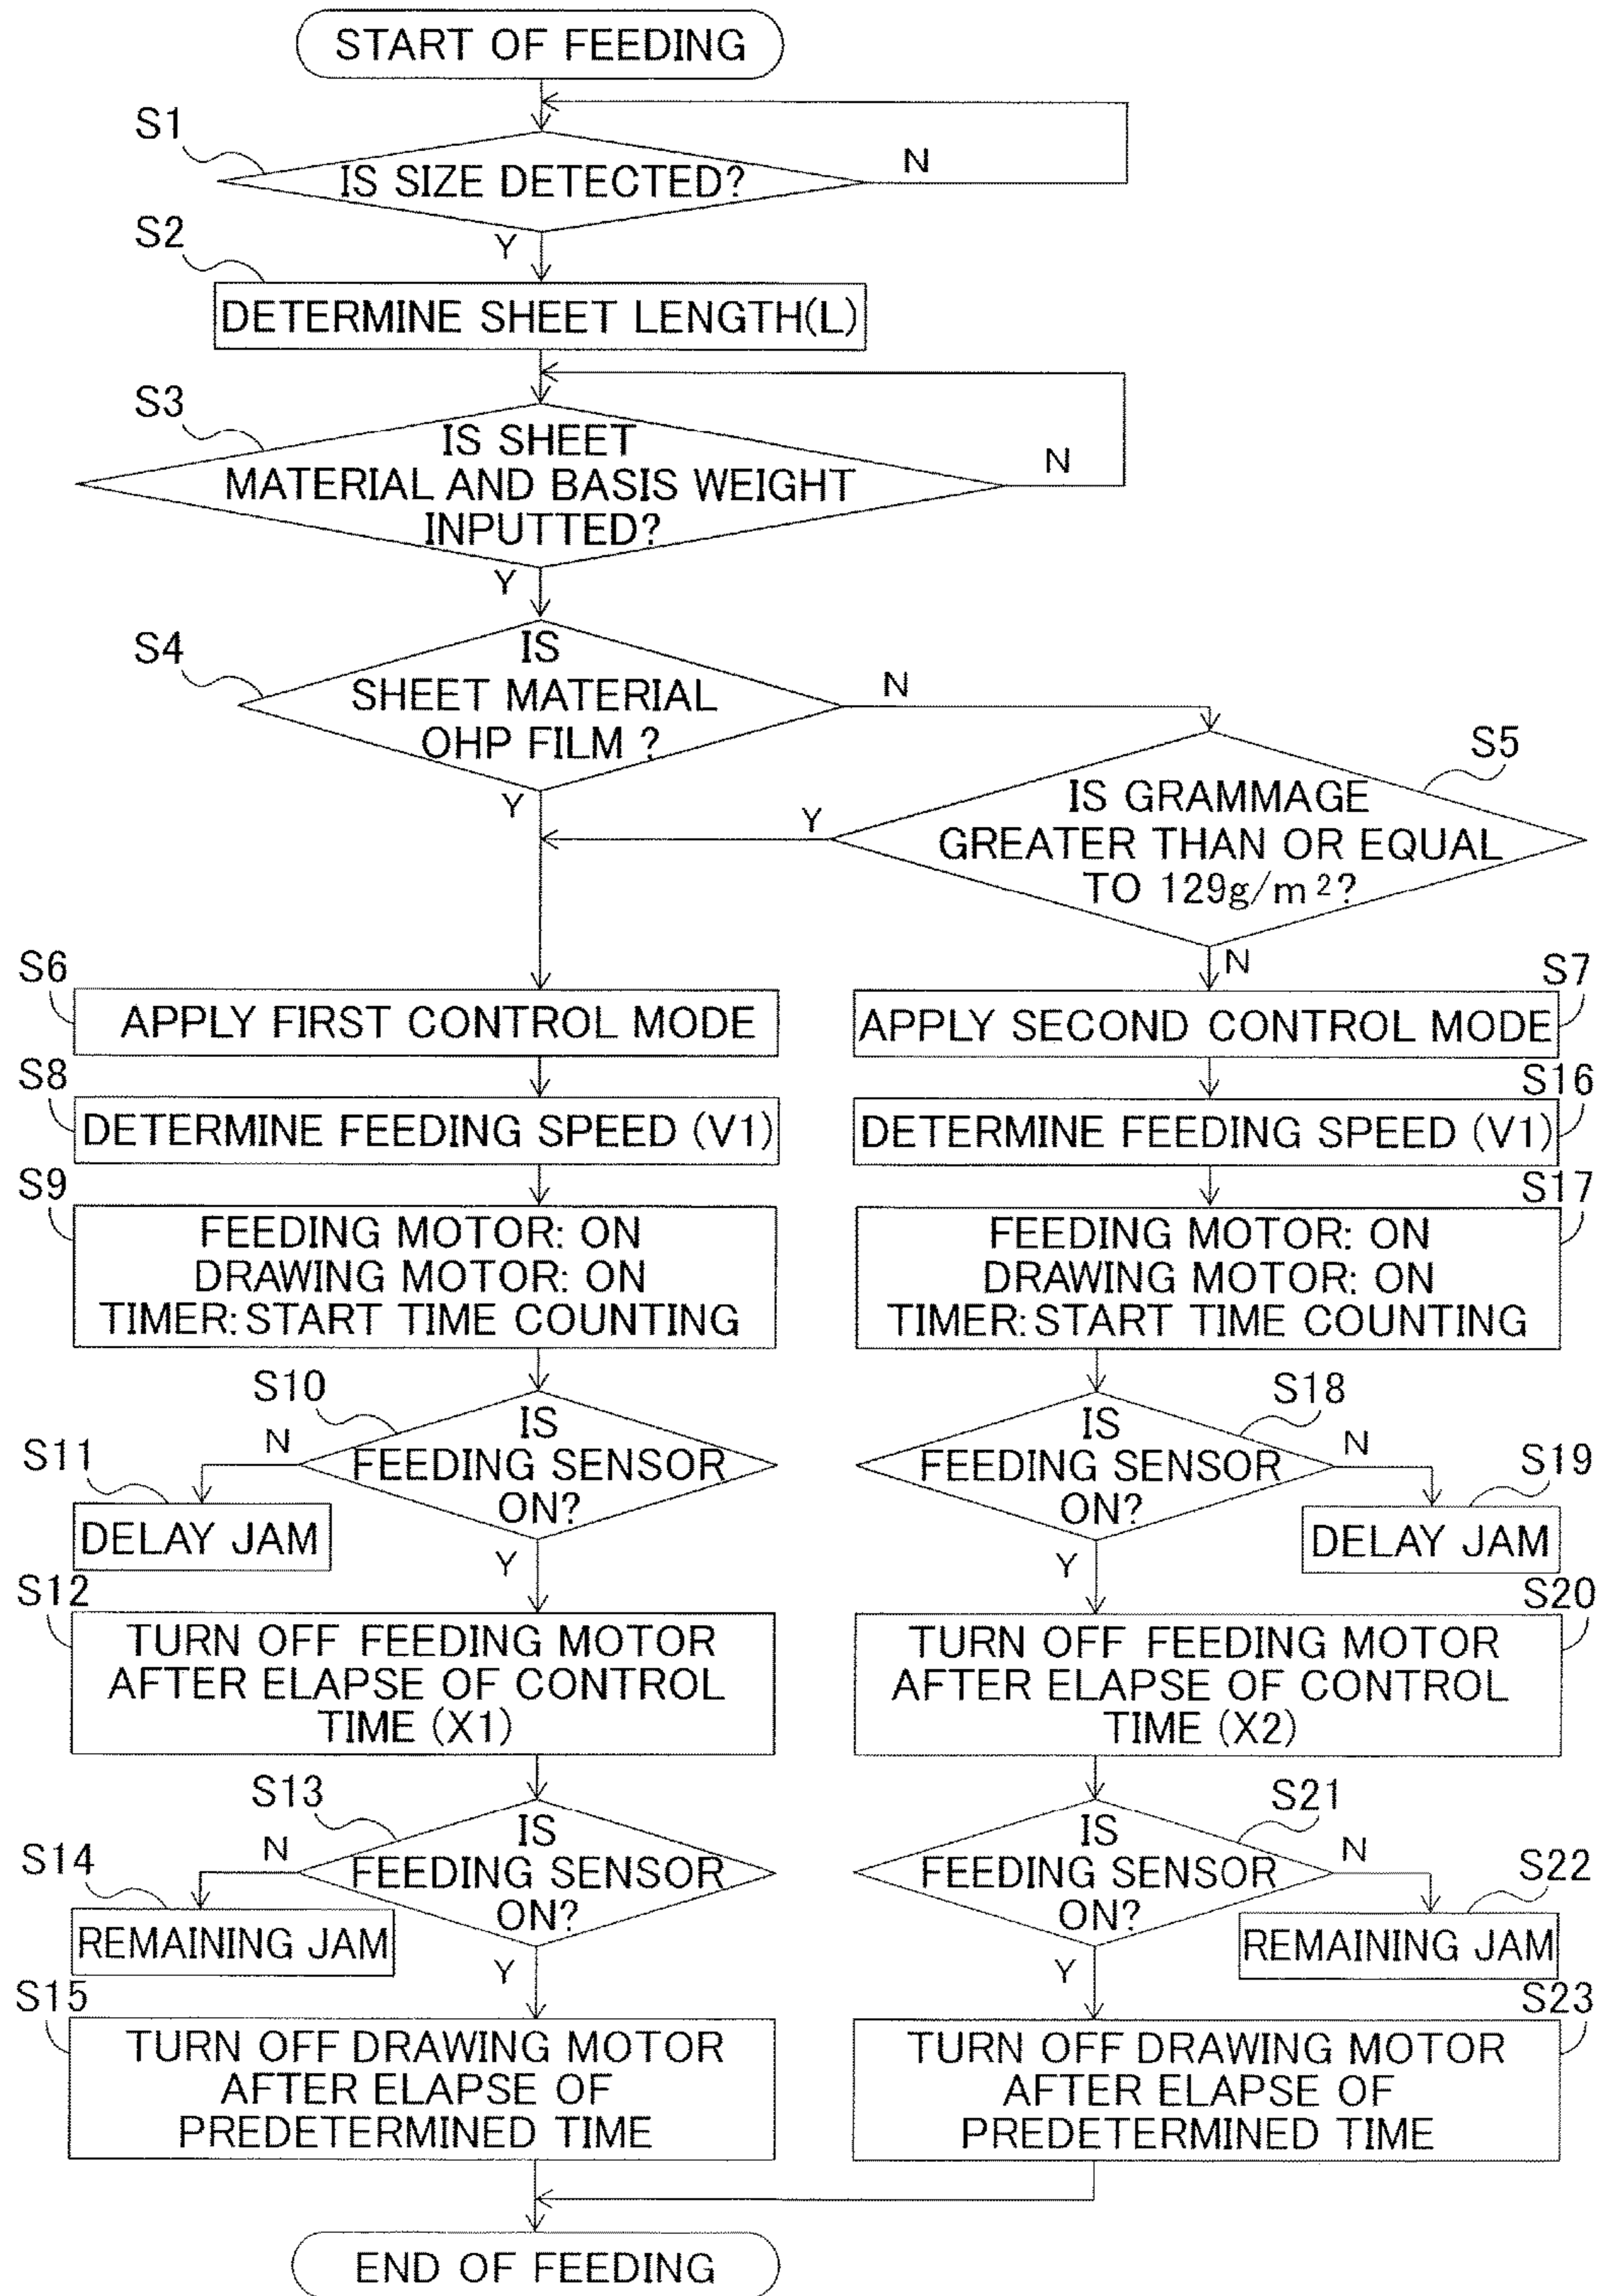 START OF FEEDING
S1
IS SIZE DETECTED?
N
Y
S2
DETERMINE SHEET LENGTH(L)
S3
IS SHEET
MATERIAL AND BASIS WEIGHT
INPUTTED?
N
Y
S4
IS
SHEET MATERIAL
OHP FILM ?
N
Y
S5
IS GRAMMAGE
GREATER THAN OR EQUAL
TO 129g/m²?
Y
N
S6
APPLY FIRST CONTROL MODE
S7
APPLY SECOND CONTROL MODE
S8
DETERMINE FEEDING SPEED (V1)
S16
DETERMINE FEEDING SPEED (V1)
S9
FEEDING MOTOR: ON
DRAWING MOTOR: ON
TIMER:START TIME COUNTING
S17
FEEDING MOTOR: ON
DRAWING MOTOR: ON
TIMER:START TIME COUNTING
S10
IS
FEEDING SENSOR
ON?
N
Y
S11
DELAY JAM
S18
IS
FEEDING SENSOR
ON?
N
Y
S19
DELAY JAM
S12
TURN OFF FEEDING MOTOR
AFTER ELAPSE OF CONTROL
TIME (X1)
S20
TURN OFF FEEDING MOTOR
AFTER ELAPSE OF CONTROL
TIME (X2)
S13
IS
FEEDING SENSOR
ON?
N
Y
S14
REMAINING JAM
S21
IS
FEEDING SENSOR
ON?
N
Y
S22
REMAINING JAM
S15
TURN OFF DRAWING MOTOR
AFTER ELAPSE OF
PREDETERMINED TIME
S23
TURN OFF DRAWING MOTOR
AFTER ELAPSE OF
PREDETERMINED TIME
END OF FEEDING